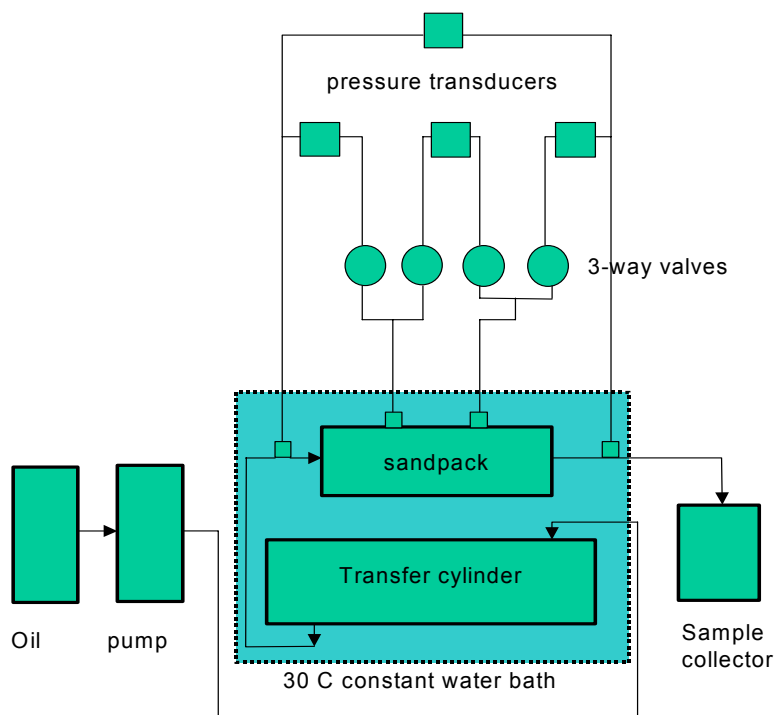 pressure transducers
3-way valves
sandpack
Transfer cylinder
Oil
pump
Sample
collector
30 C constant water bath